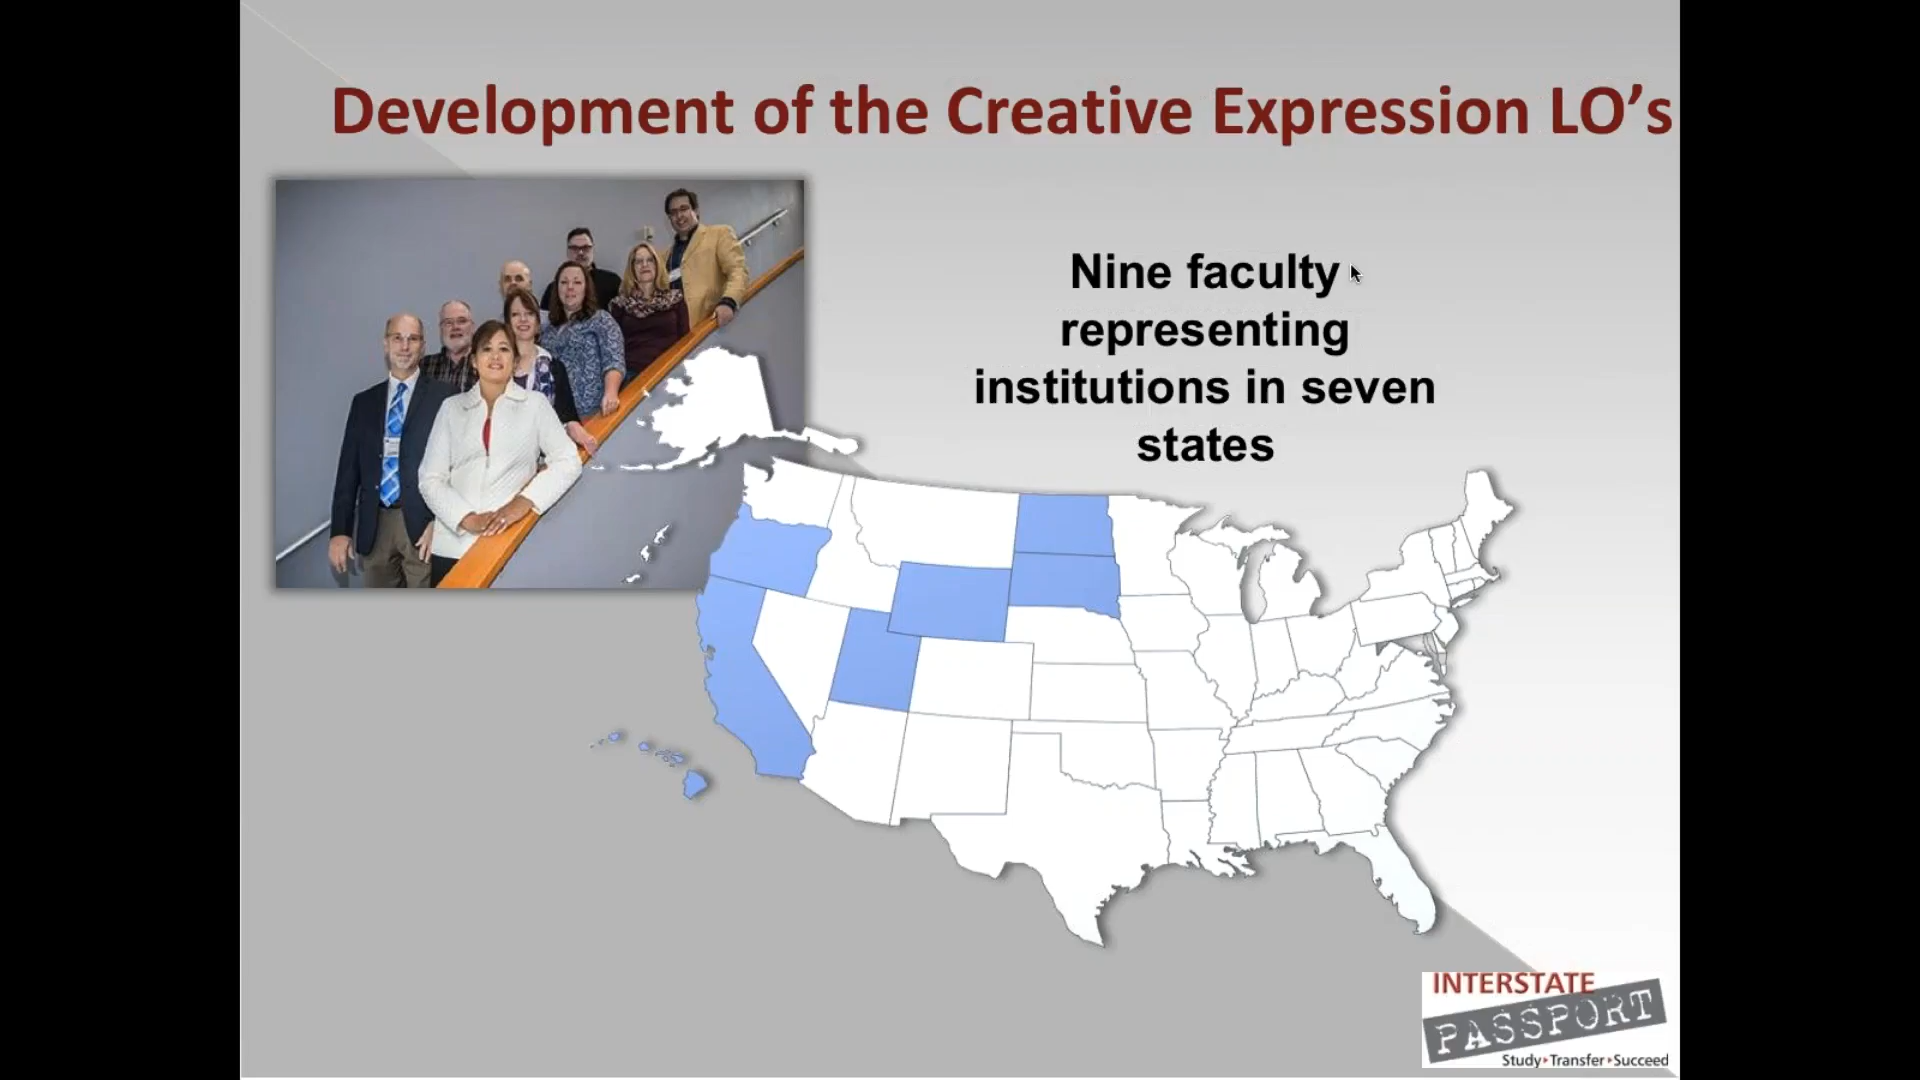 Development of the Creative Expression LO’s
Nine faculty
representing
institutions in seven
states
INTERSTATE
PASSPORT
Study▸Transfer▸Succeed